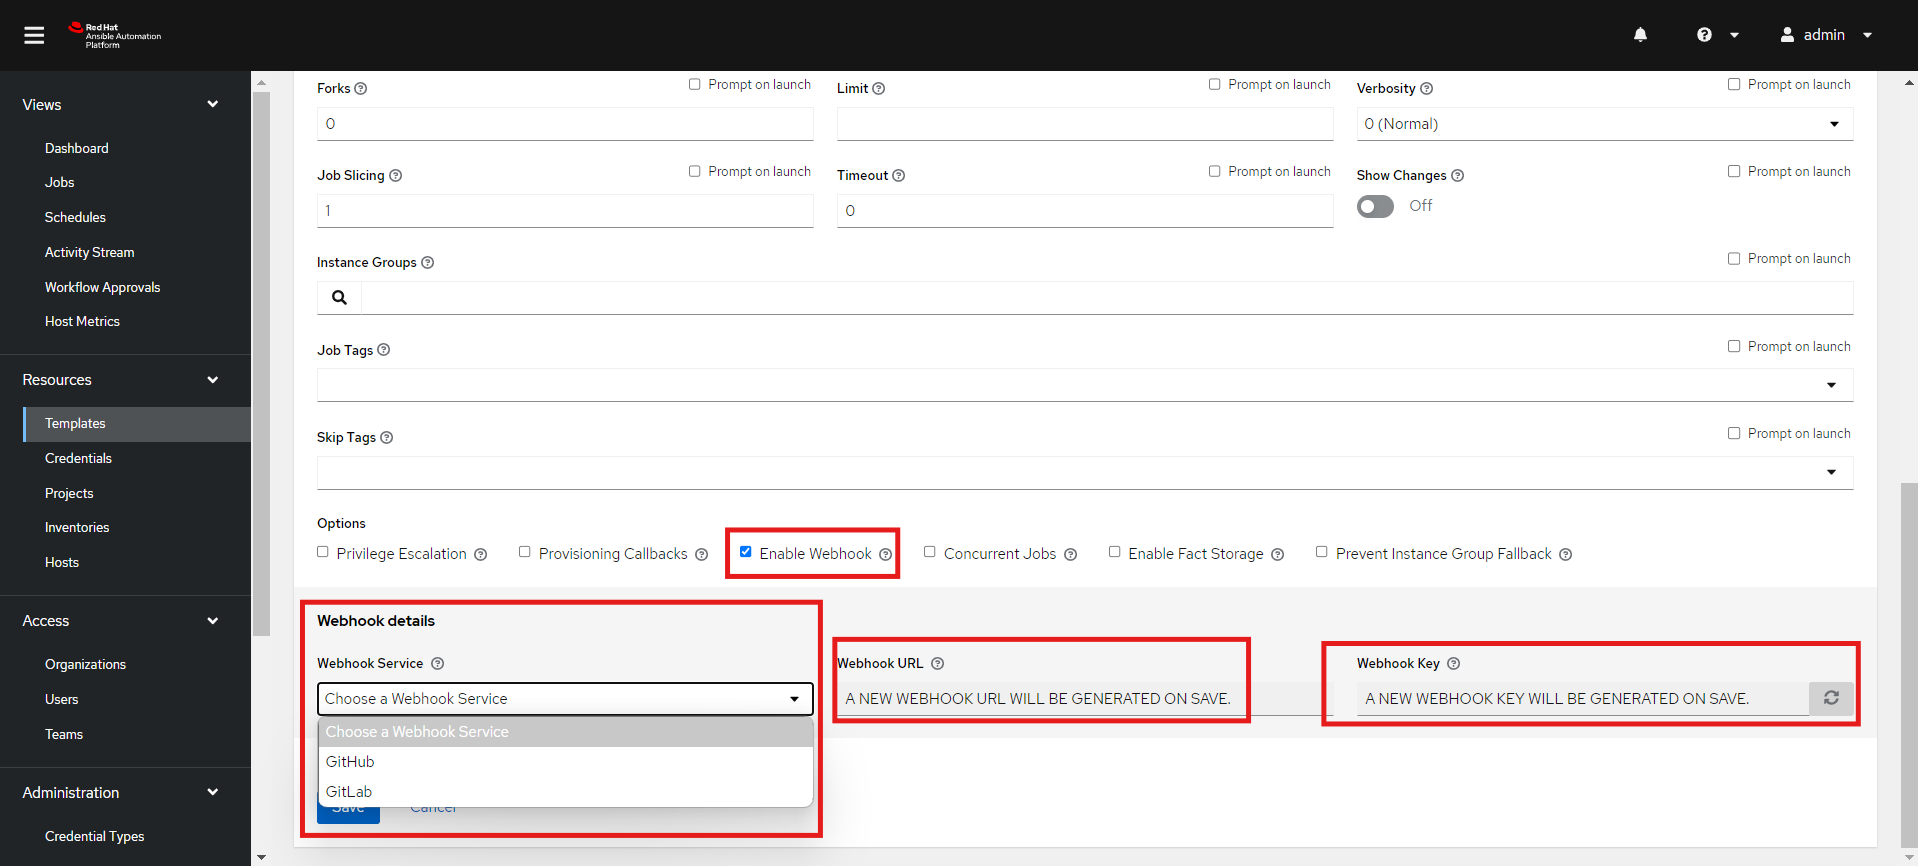 Red Hat
Ansible Automation
Platform
admin
Views
Dashboard
Jobs
Schedules
Activity Stream
Workflow Approvals
Host Metrics
Resources
Templates
Credentials
Projects
Inventories
Hosts
Access
Organizations
Users
Teams
Administration
Credential Types
Forks
Prompt on launch
0
Limit
Prompt on launch
Verbosity
Prompt on launch
0 (Normal)
Job Slicing
Prompt on launch
1
Timeout
Prompt on launch
0
Show Changes
Prompt on launch
Off
Instance Groups
Prompt on launch
Job Tags
Prompt on launch
Skip Tags
Prompt on launch
Options
Privilege Escalation
Provisioning Callbacks
Enable Webhook
Concurrent Jobs
Enable Fact Storage
Prevent Instance Group Fallback
Webhook details
Webhook Service
Choose a Webhook Service
Choose a Webhook Service
GitHub
GitLab
Save
Cancel
Webhook URL
A NEW WEBHOOK URL WILL BE GENERATED ON SAVE.
Webhook Key
A NEW WEBHOOK KEY WILL BE GENERATED ON SAVE.